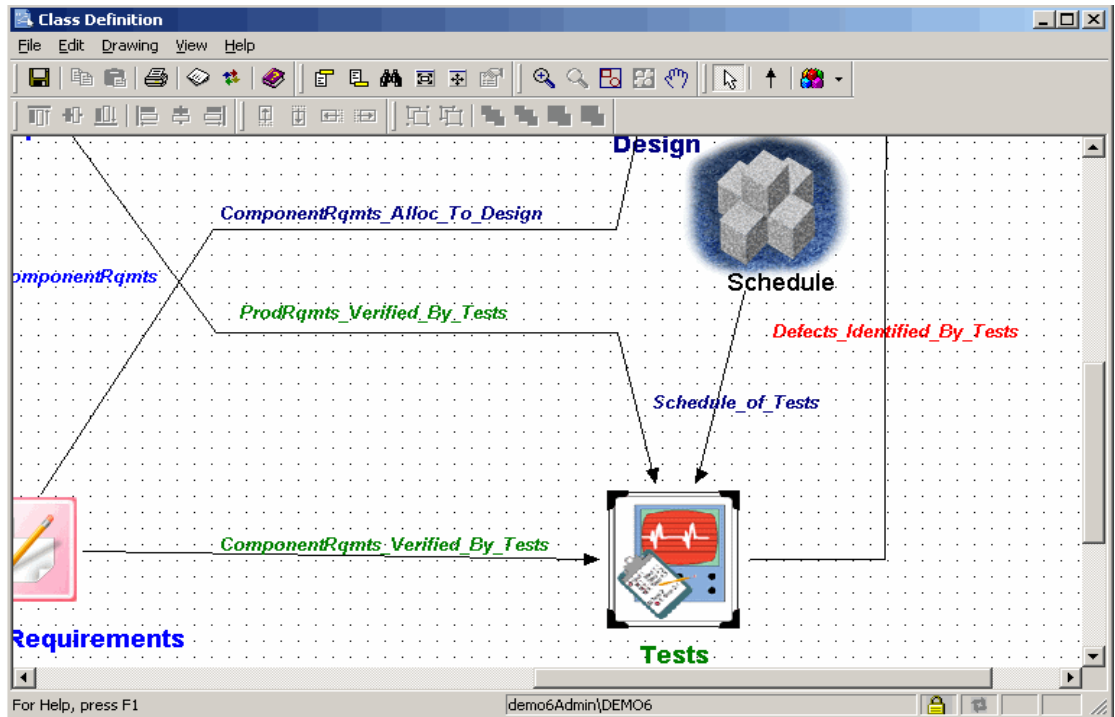 Class Definition
File Edit Drawing View Help
Design
ComponentRqmts_Alloc_To_Design
omponentRqmts
Schedule
ProdRqmts_Verified_By_Tests
Defects_Identified_By_Tests
Schedule_of_Tests
ComponentRqmts_Verified_By_Tests
Requirements
Tests
For Help, press F1
demo6Admin\DEMO6